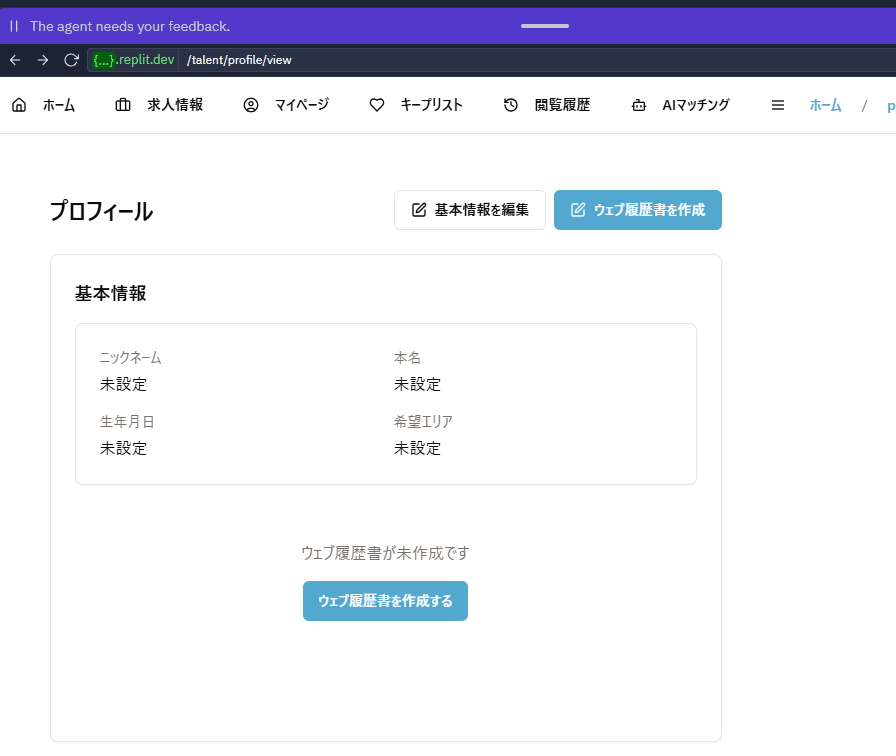 The agent needs your feedback.
{...}.replit.dev /talent/profile/view
ホーム 求人情報 マイページ キープリスト 閲覧履歴 AIマッチング ホーム / p
プロフィール 基本情報を編集 ウェブ履歴書を作成
基本情報
ニックネーム 本名
未設定 未設定
生年月日 希望エリア
未設定 未設定
ウェブ履歴書が未作成です
ウェブ履歴書を作成する